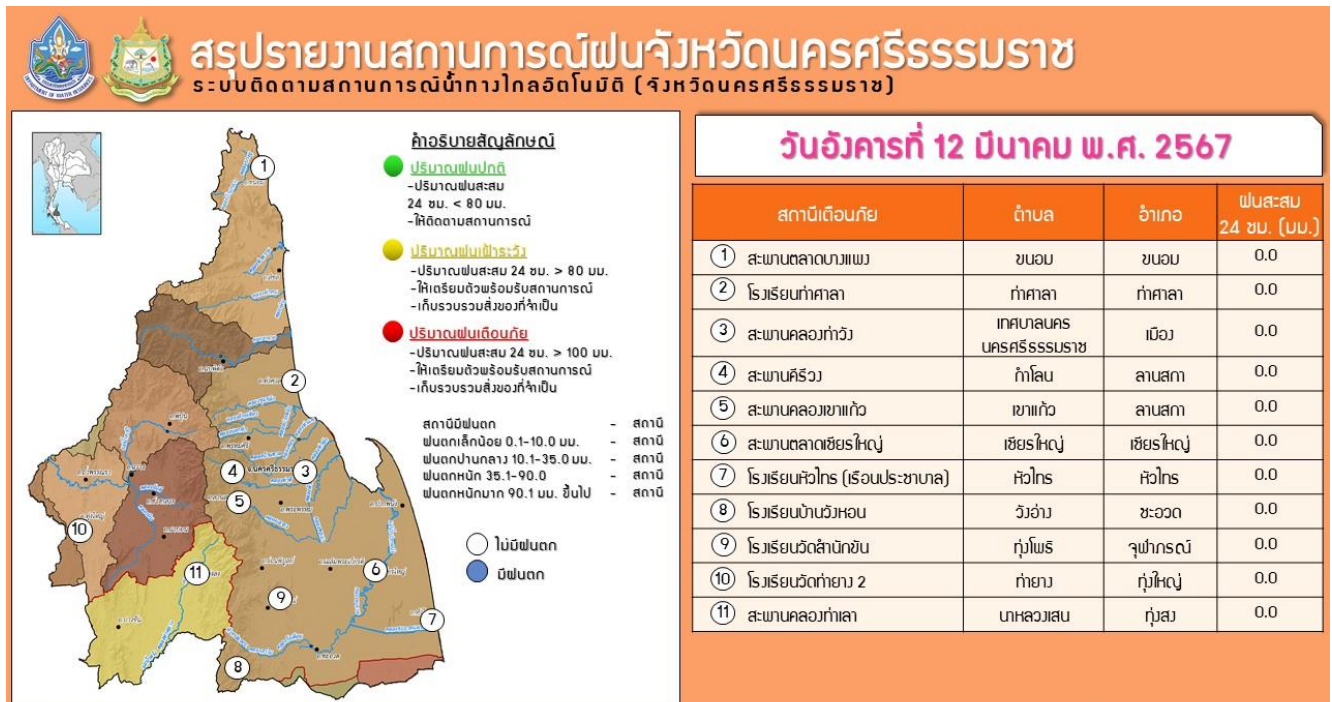 สรุปรายงานสถานการณ์ฝนจังหวัดนครศรีธรรมราช
ระบบติดตามสถานการณ์น้ำทางไกลอัตโนมัติ (จังหวัดนครศรีธรรมราช)
คำอธิบายสัญลักษณ์
ปริมาณฝนปกติ
-ปริมาณฝนสะสม
24 ชม. < 80 มม.
-ให้ติดตามสถานการณ์
ปริมาณฝนเฝ้าระวัง
-ปริมาณฝนสะสม 24 ชม. > 80 มม.
-ให้เตรียมตัวพร้อมรับสถานการณ์
-เก็บรวบรวมสิ่งของที่จำเป็น
ปริมาณฝนเตือนภัย
-ปริมาณฝนสะสม 24 ชม. > 100 มม.
-ให้เตรียมตัวพร้อมรับสถานการณ์
-เก็บรวบรวมสิ่งของที่จำเป็น
สถานีมีฝนตก - สถานี
ฝนตกเล็กน้อย 0.1-10.0 มม. - สถานี
ฝนตกปานกลาง 10.1-35.0 มม. - สถานี
ฝนตกหนัก 35.1-90.0 - สถานี
ฝนตกหนักมาก 90.1 มม. ขึ้นไป - สถานี
ไม่มีฝนตก
มีฝนตก
1
2
3
4
5
6
7
8
9
10
11
วันอังคารที่ 12 มีนาคม พ.ศ. 2567
สถานีเตือนภัย ตำบล อำเภอ ฝนสะสม
24 ชม. (มม.)
1 สะพานตลาดบางแพง ขนอม ขนอม 0.0
2 โรงเรียนท่าศาลา ท่าศาลา ท่าศาลา 0.0
3 สะพานคลองท่าวัง เทศบาลนคร
นครศรีธรรมราช เมือง 0.0
4 สะพานคีรีวง กำโลน ลานสกา 0.0
5 สะพานคลองเขาแก้ว เขาแก้ว ลานสกา 0.0
6 สะพานตลาดเชียรใหญ่ เชียรใหญ่ เชียรใหญ่ 0.0
7 โรงเรียนหัวไทร (เรือนประชาบาล) หัวไทร หัวไทร 0.0
8 โรงเรียนบ้านวังหอน วังอ่าง ชะอวด 0.0
9 โรงเรียนวัดสำนักขัน ทุ่งโพธิ จุฬาภรณ์ 0.0
10 โรงเรียนวัดท่ายาง 2 ท่ายาง ทุ่งใหญ่ 0.0
11 สะพานคลองท่าเลา นาหลวงเสน ทุ่งสง 0.0